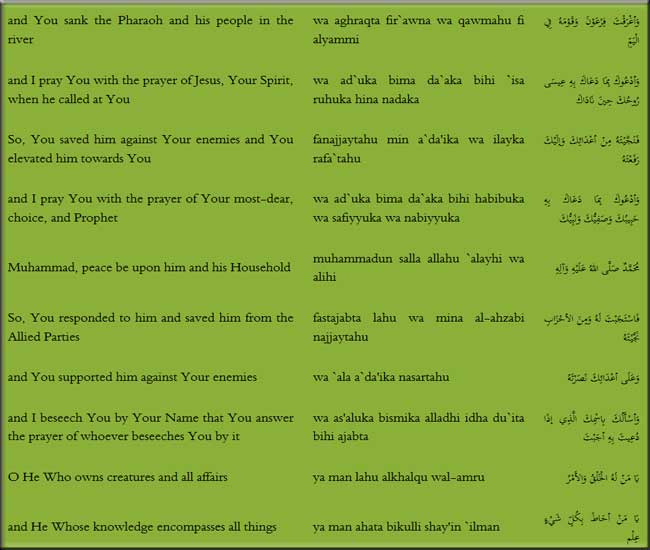 and You sank the Pharaoh and his people in the
river
wa aghraqta fir`awna wa qawmahu fi
alyammi
وَأَغْرَقْتَ فِرْعَوْنَ وَقَوْمَهُ فِي
الْيَمِّ
and I pray You with the prayer of Jesus, Your Spirit,
when he called at You
wa ad`uka bima da`aka bihi `isa
ruhuka hina nadaka
وَأَدْعُوكَ بِمَا دَعَاكَ بِهِ عِيسَى
رُوحُكَ حِينَ نَادَاكَ
So, You saved him against Your enemies and You
elevated him towards You
fanajjaytahu min a`da'ika wa ilayka
rafa`tahu
فَنَجَّيْتَهُ مِنْ أَعْدَائِكَ وَإِلَيْكَ
رَفَعْتَهُ
and I pray You with the prayer of Your most-dear,
choice, and Prophet
wa ad`uka bima da`aka bihi habibuka
wa safiyyuka wa nabiyyuka
وَأَدْعُوكَ بِمَا دَعَاكَ بِهِ
حَبِيبُكَ وَصَفِيُّكَ وَنَبِيُّكَ
Muhammad, peace be upon him and his Household
muhammadun salla allahu `alayhi wa
alihi
مُحَمَّدٌ صَلَّى اللهُ عَلَيْهِ وَآلِهِ
So, You responded to him and saved him from the
Allied Parties
fastajabta lahu wa mina al-ahzabi
najjaytahu
فَاسْتَجَبْتَ لَهُ وَمِنَ الأَحْزَابِ
نَجَّيْتَهُ
and You supported him against Your enemies
wa `ala a`da'ika nasartahu
وَعَلَى أَعْدَائِكَ نَصَرْتَهُ
and I beseech You by Your Name that You answer
the prayer of whoever beseeches You by it
wa as'aluka bismika alladhi idha du`ita
bihi ajabta
وَأَسْأَلُكَ بِاسْمِكَ الَّذِي إِذَا
دُعِيتَ بِهِ أَجَبْتَ
O He Who owns creatures and all affairs
ya man lahu alkhalqu wal-amru
يَا مَنْ لَهُ الْخَلْقُ وَالأَمْرُ
and He Whose knowledge encompasses all things
ya man ahata bikulli shay'in `ilman
يَا مَنْ أَحَاطَ بِكُلِّ شَيْءٍ
عِلْم